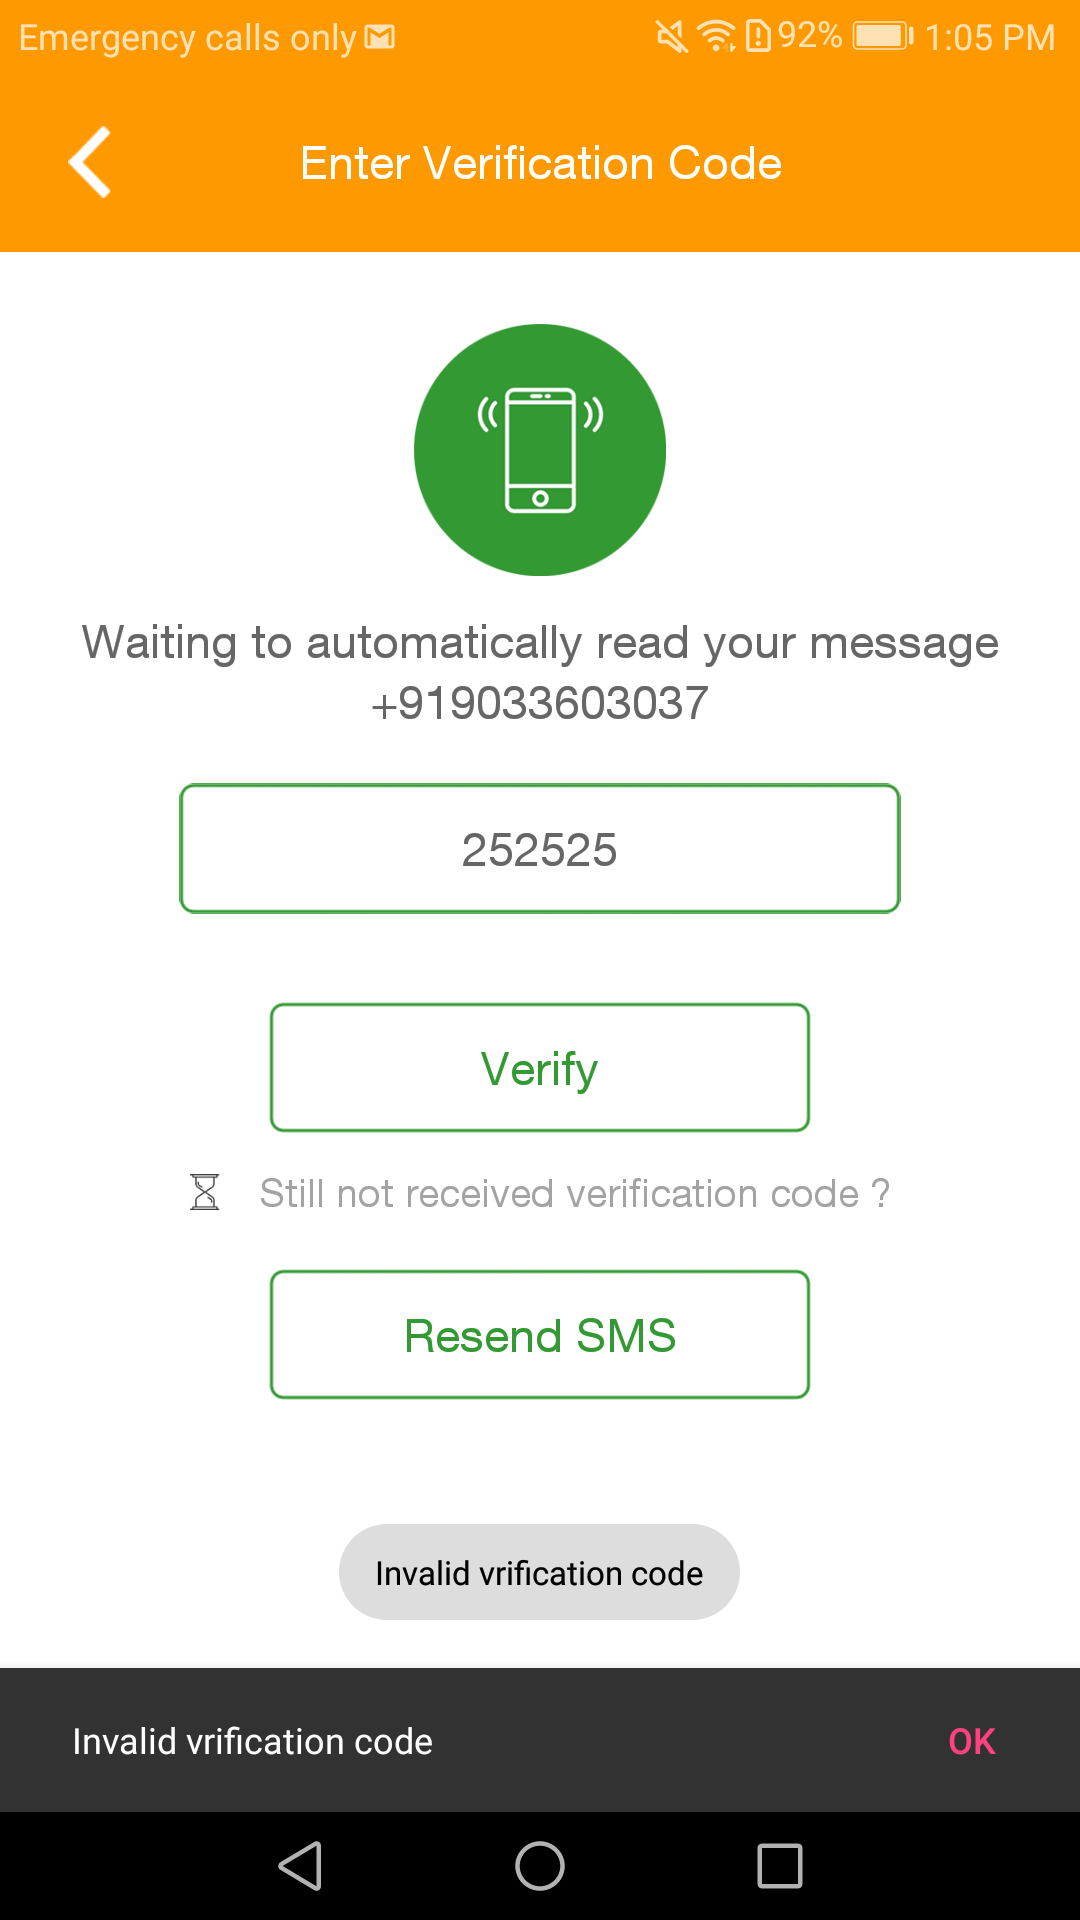 Emergency calls only 92% 1:05 PM
Enter Verification Code
Waiting to automatically read your message
+919033603037
252525
Verify
Still not received verification code ?
Resend SMS
Invalid vrification code
Invalid vrification code OK